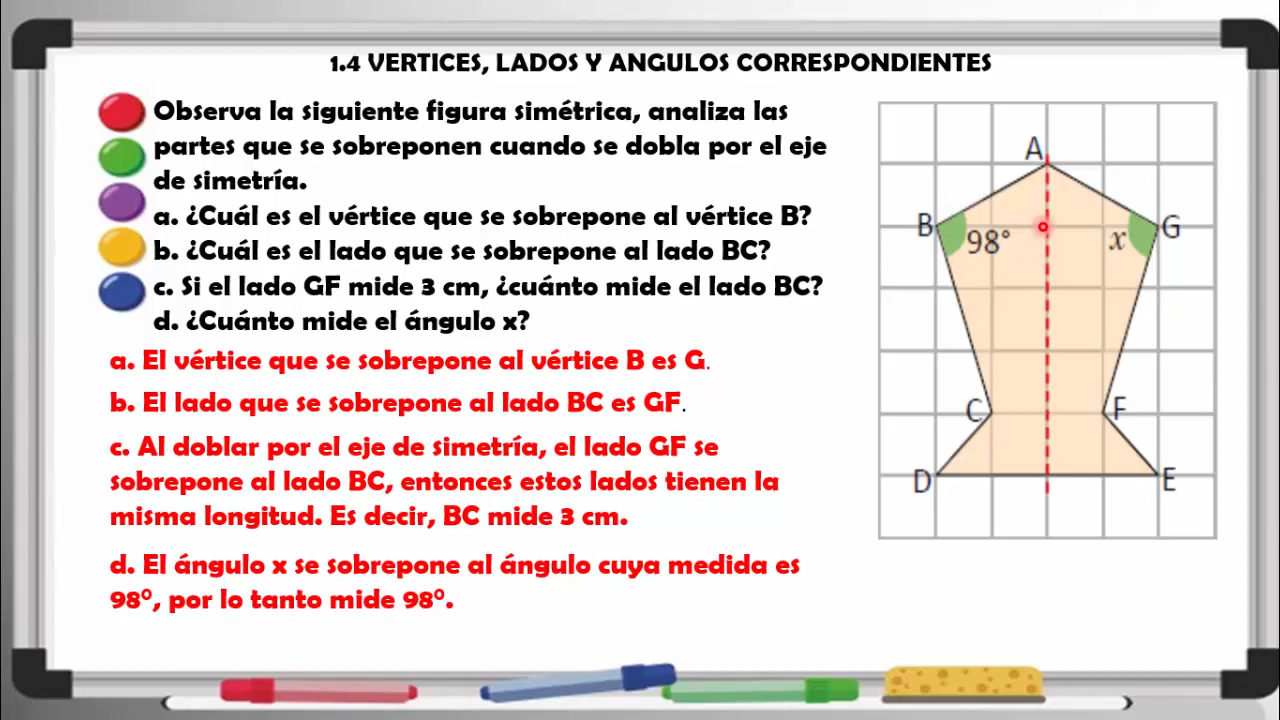 1.4 VERTICES, LADOS Y ANGULOS CORRESPONDIENTES
Observa la siguiente figura simétrica, analiza las
partes que se sobreponen cuando se dobla por el eje
de simetría.
a. ¿Cuál es el vértice que se sobrepone al vértice B?
b. ¿Cuál es el lado que se sobrepone al lado BC?
c. Si el lado GF mide 3 cm, ¿cuánto mide el lado BC?
d. ¿Cuánto mide el ángulo x?
a. El vértice que se sobrepone al vértice B es G.
b. El lado que se sobrepone al lado BC es GF.
c. Al doblar por el eje de simetría, el lado GF se
sobrepone al lado BC, entonces estos lados tienen la
misma longitud. Es decir, BC mide 3 cm.
d. El ángulo x se sobrepone al ángulo cuya medida es
98°, por lo tanto mide 98°.
A
B
98°
x
G
C
F
D
E